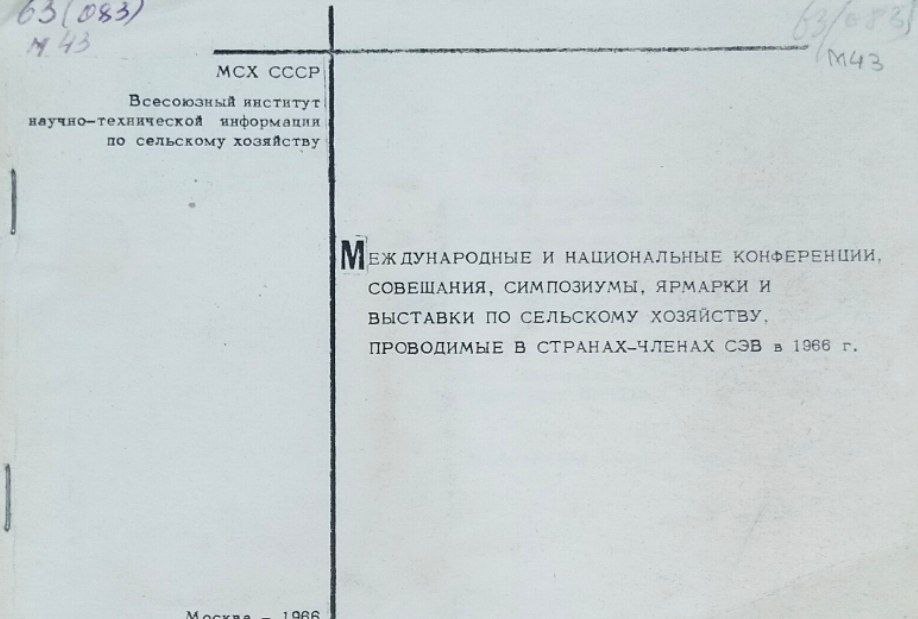 63(083)
М43
63/083)
М43
МСХ СССР
Всесоюзный институт
научно-технической информации
по сельскому хозяйству
МЕЖДУНАРОДНЫЕ И НАЦИОНАЛЬНЫЕ КОНФЕРЕНЦИИ,
СОВЕЩАНИЯ, СИМПОЗИУМЫ, ЯРМАРКИ И
ВЫСТАВКИ ПО СЕЛЬСКОМУ ХОЗЯЙСТВУ,
ПРОВОДИМЫЕ В СТРАНАХ-ЧЛЕНАХ СЭВ в 1966 г.
Москва - 1966